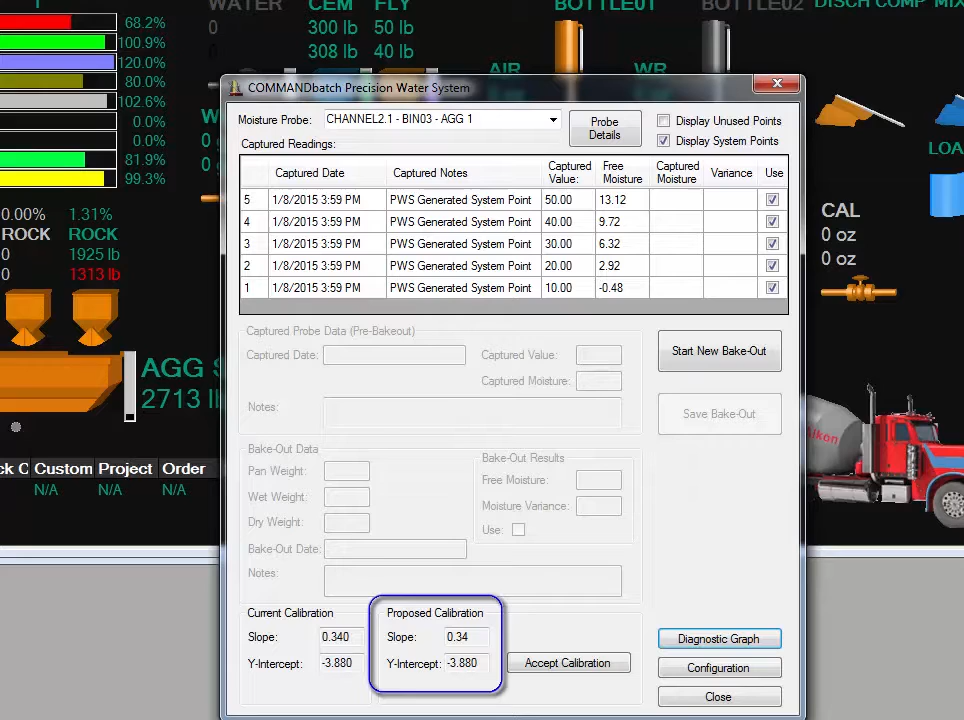 WATER CEM FLY BOTTLE01 BOTTLE02 DISCH COMP MIX
0 300 lb 50 lb
0 308 lb 40 lb
68.2%
100.9%
120.0%
80.0%
102.6%
0.0%
0.0%
81.9%
99.3%
AIR WR
0.00% 1.31%
ROCK ROCK
0 1925 lb
0 1313 lb
AGG
2713 lb
Custom Project Order
N/A N/A N/A
COMMANDbatch Precision Water System
Moisture Probe: CHANNEL2.1 - BIN03 - AGG 1
Probe Details
Display Unused Points
Display System Points
Captured Readings:
Captured Date Captured Notes Captured Value: Free Moisture Captured Moisture Variance Use
5 1/8/2015 3:59 PM PWS Generated System Point 50.00 13.12
4 1/8/2015 3:59 PM PWS Generated System Point 40.00 9.72
3 1/8/2015 3:59 PM PWS Generated System Point 30.00 6.32
2 1/8/2015 3:59 PM PWS Generated System Point 20.00 2.92
1 1/8/2015 3:59 PM PWS Generated System Point 10.00 -0.48
Captured Probe Data (Pre-Bakeout)
Captured Date: Captured Value:
Captured Moisture:
Notes:
Start New Bake-Out
Save Bake-Out
Bake-Out Data
Pan Weight:
Wet Weight:
Dry Weight:
Bake-Out Date:
Notes:
Bake-Out Results
Free Moisture:
Moisture Variance:
Use:
Current Calibration
Slope: 0.340
Y-Intercept: -3.880
Proposed Calibration
Slope: 0.34
Y-Intercept: -3.880
Accept Calibration
Diagnostic Graph
Configuration
Close
CAL
0 oz
0 oz